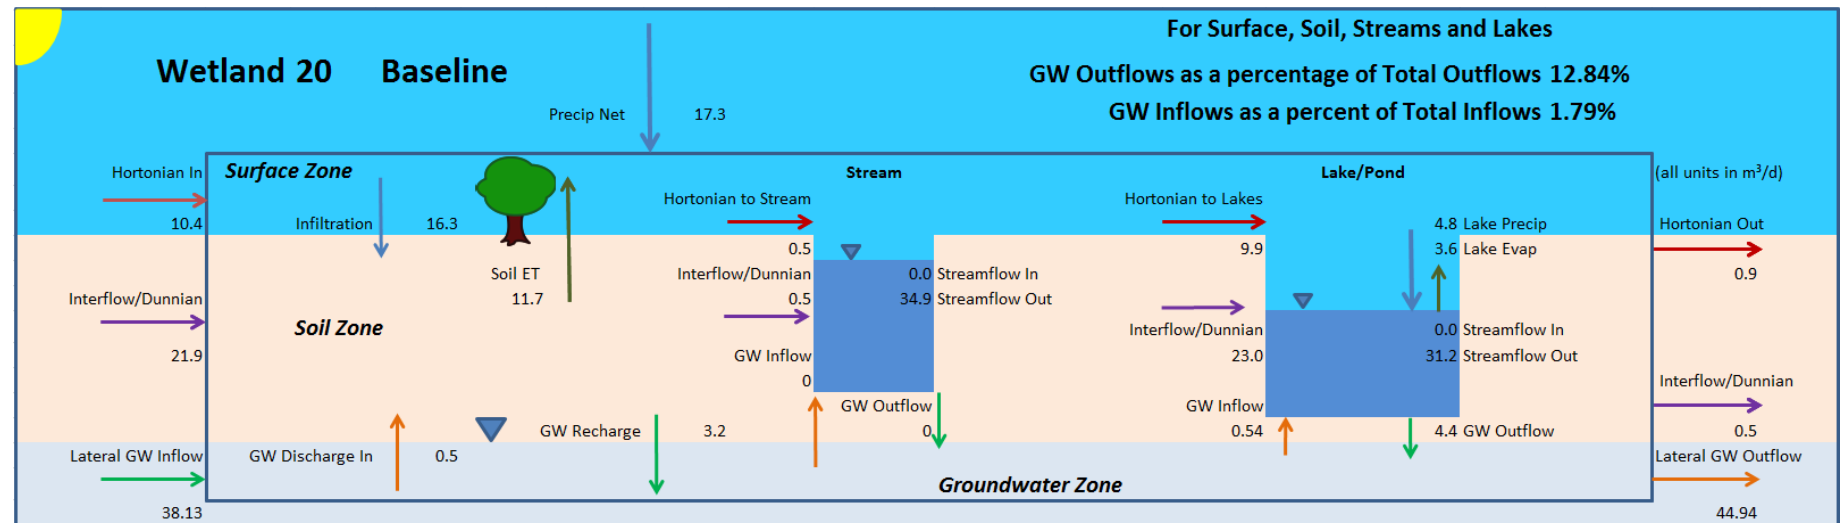 For Surface, Soil, Streams and Lakes
Wetland 20 Baseline
GW Outflows as a percentage of Total Outflows 12.84%
GW Inflows as a percent of Total Inflows 1.79%
Precip Net 17.3
Hortonian In
Surface Zone
Stream
Lake/Pond
(all units in m³/d)
10.4
Infiltration 16.3
Hortonian to Stream
0.5
Hortonian to Lakes
9.9
4.8 Lake Precip
3.6 Lake Evap
Hortonian Out
0.9
Soil ET
11.7
Interflow/Dunnian
0.5
0.0 Streamflow In
34.9 Streamflow Out
Interflow/Dunnian
21.9
Soil Zone
Interflow/Dunnian
23.0
0.0 Streamflow In
31.2 Streamflow Out
GW Inflow
0
GW Outflow
0
GW Inflow
0.54
4.4 GW Outflow
Interflow/Dunnian
0.5
GW Recharge 3.2
Lateral GW Inflow
38.13
GW Discharge In 0.5
Groundwater Zone
Lateral GW Outflow
44.94